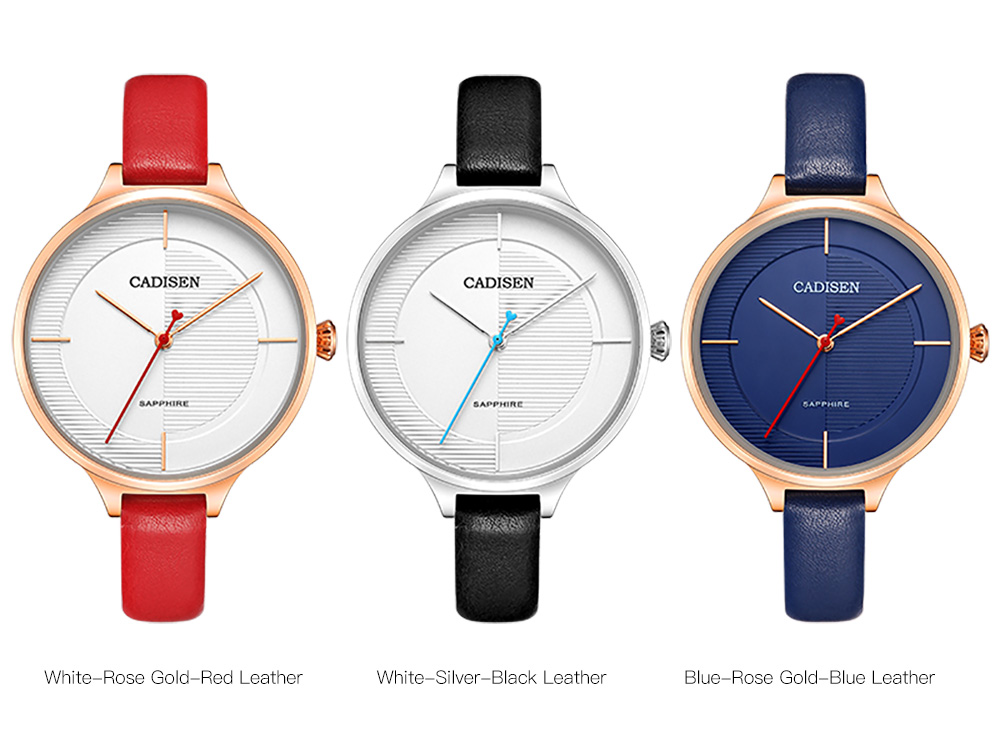 CADISEN
SAPPHIRE
CADISEN
SAPPHIRE
CADISEN
SAPPHIRE
White-Rose Gold-Red Leather
White-Silver-Black Leather
Blue-Rose Gold-Blue Leather